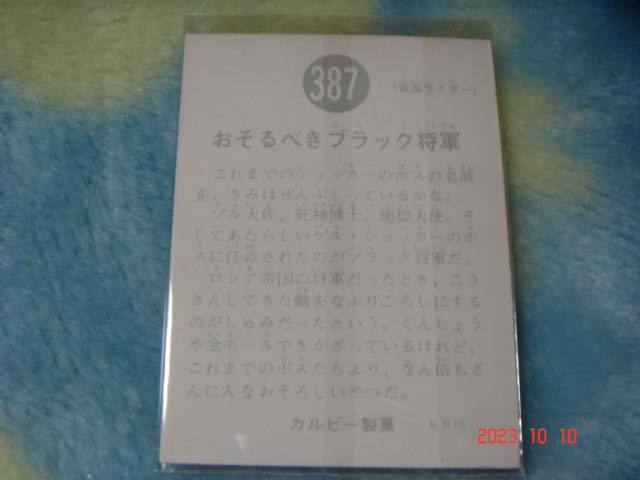 387
（仮面ライダー）
おそるべきブラック将軍
これまでのショッカーのボスの名前
を、きみはぜんぶしっているかな。
ゾル大佐、死神博士、地獄大使。そ
してあたらしいゲル・ショッカーのボ
スに任命されたのがブラック将軍だ。
ロシア帝国の将軍だったとき、こう
さんしてきた敵をなぶりごろしにする
のがしゅみだったという。くんしょう
や金モールできかざっているけれど、
これまでのボスたちより、なん倍もざ
んにんなおそろしいやつだ。
カルビー製菓
K.R19
2023 10 10